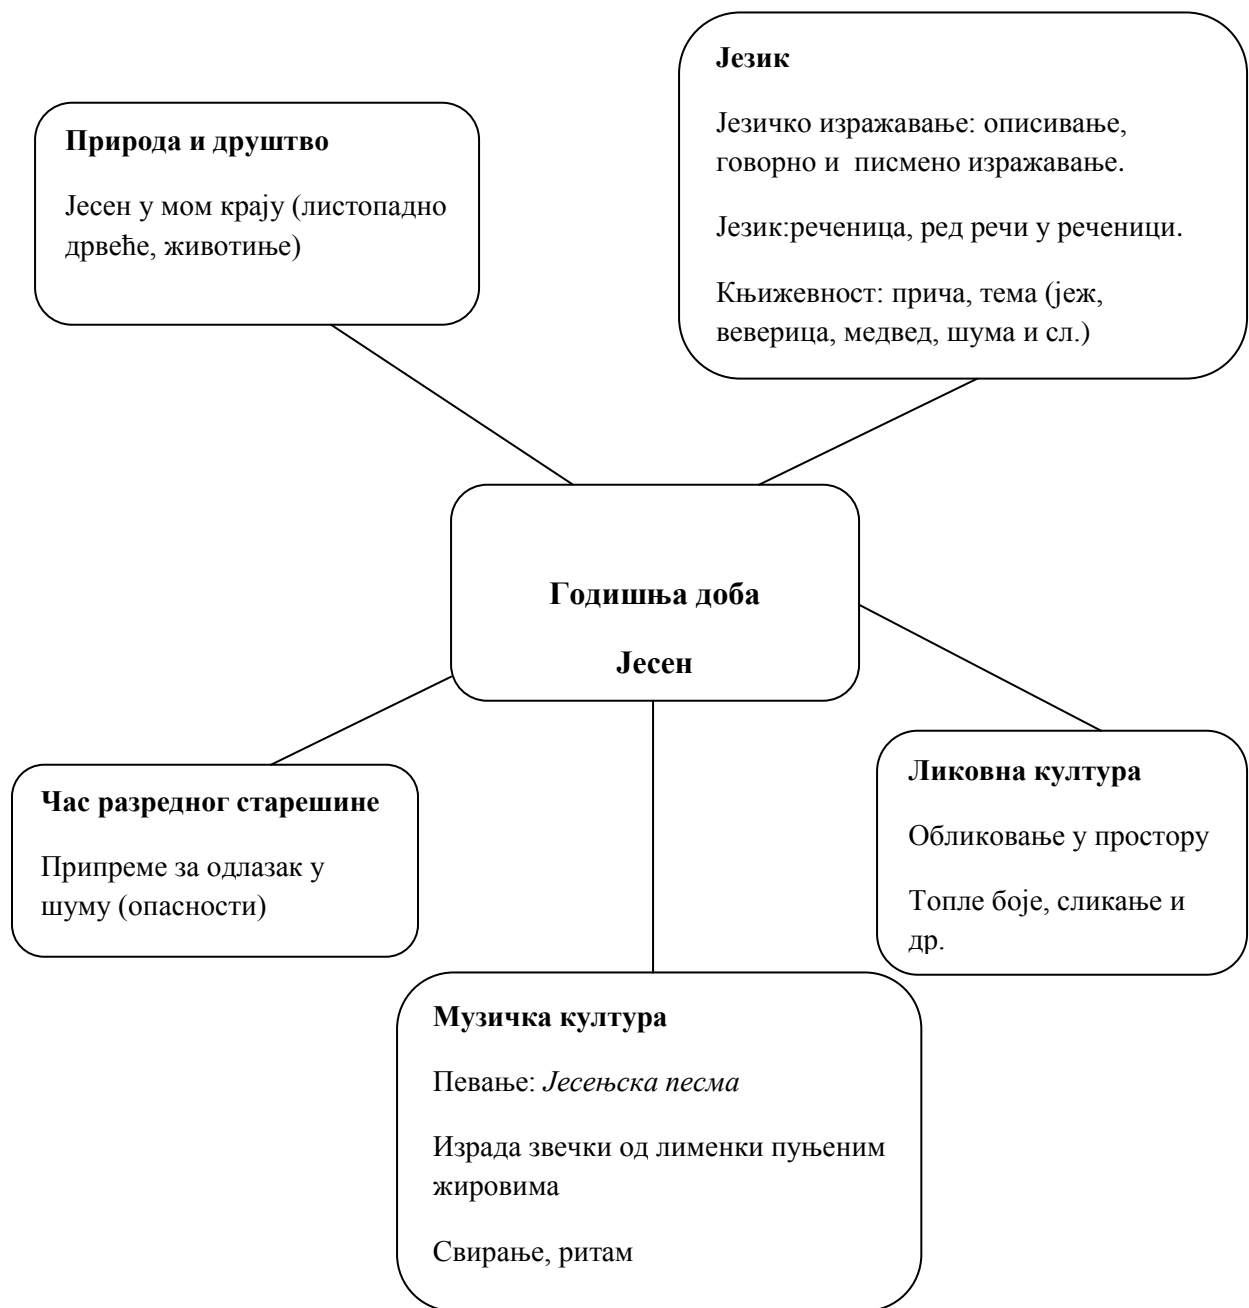 Природа и друштво
Јесен у мом крају (листопадно
дрвеће, животиње)
Језик
Језичко изражавање: описивање,
говорно и писмено изражавање.
Језик:реченица, ред речи у реченици.
Књижевност: прича, тема (јеж,
веверица, медвед, шума и сл.)
Годишња доба
Јесен
Час разредног старешине
Припреме за одлазак у
шуму (опасности)
Ликовна култура
Обликовање у простору
Топле боје, сликање и
др.
Музичка култура
Певање: Јесењска песма
Израда звечки од лименки пуњеним
жировима
Свирање, ритам